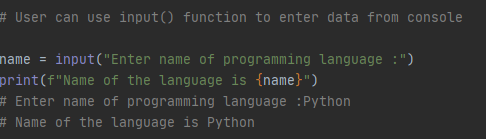 # User can use input() function to enter data from console
name = input("Enter name of programming language :")
print(f"Name of the language is {name}")
# Enter name of programming language :Python
# Name of the language is Python